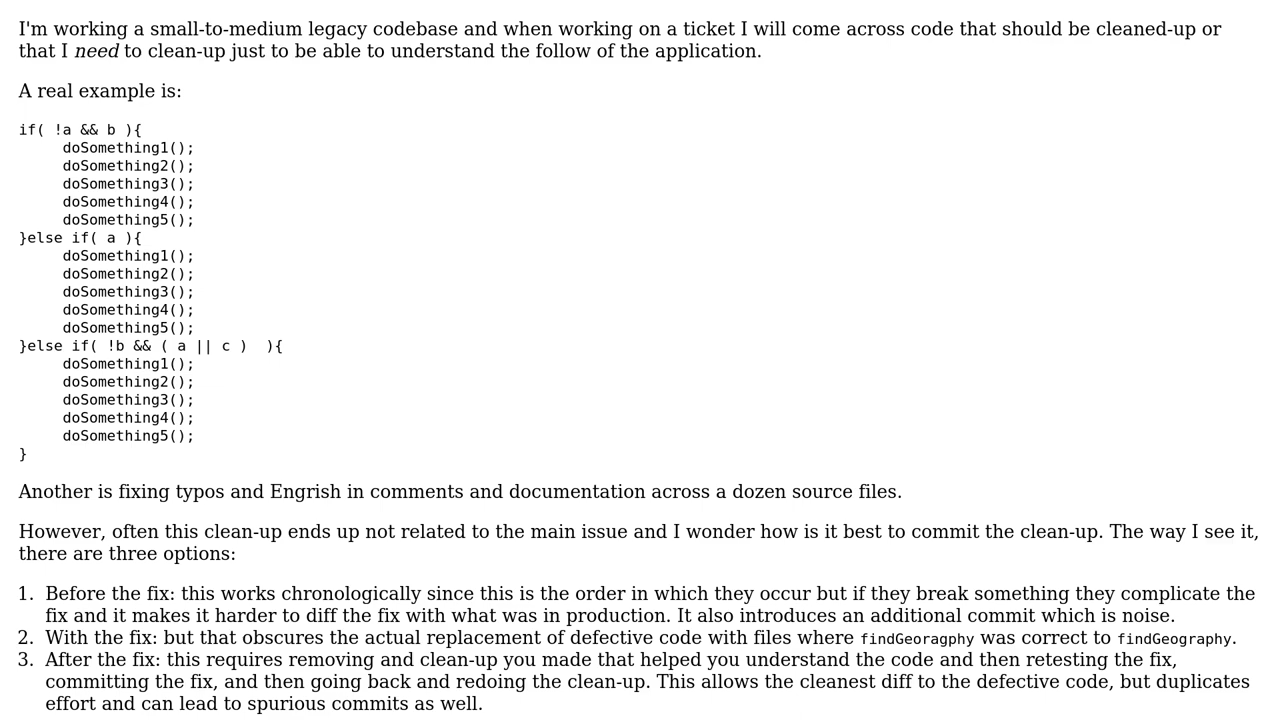 I'm working a small-to-medium legacy codebase and when working on a ticket I will come across code that should be cleaned-up or
that I need to clean-up just to be able to understand the follow of the application.
A real example is:
if( !a && b ){
     doSomething1();
     doSomething2();
     doSomething3();
     doSomething4();
     doSomething5();
}else if( a ){
     doSomething1();
     doSomething2();
     doSomething3();
     doSomething4();
     doSomething5();
}else if( !b && ( a || c )  ){
     doSomething1();
     doSomething2();
     doSomething3();
     doSomething4();
     doSomething5();
}
Another is fixing typos and Engrish in comments and documentation across a dozen source files.
However, often this clean-up ends up not related to the main issue and I wonder how is it best to commit the clean-up. The way I see it,
there are three options:
1. Before the fix: this works chronologically since this is the order in which they occur but if they break something they complicate the
fix and it makes it harder to diff the fix with what was in production. It also introduces an additional commit which is noise.
2. With the fix: but that obscures the actual replacement of defective code with files where findGeoragphy was correct to findGeography.
3. After the fix: this requires removing and clean-up you made that helped you understand the code and then retesting the fix,
committing the fix, and then going back and redoing the clean-up. This allows the cleanest diff to the defective code, but duplicates
effort and can lead to spurious commits as well.